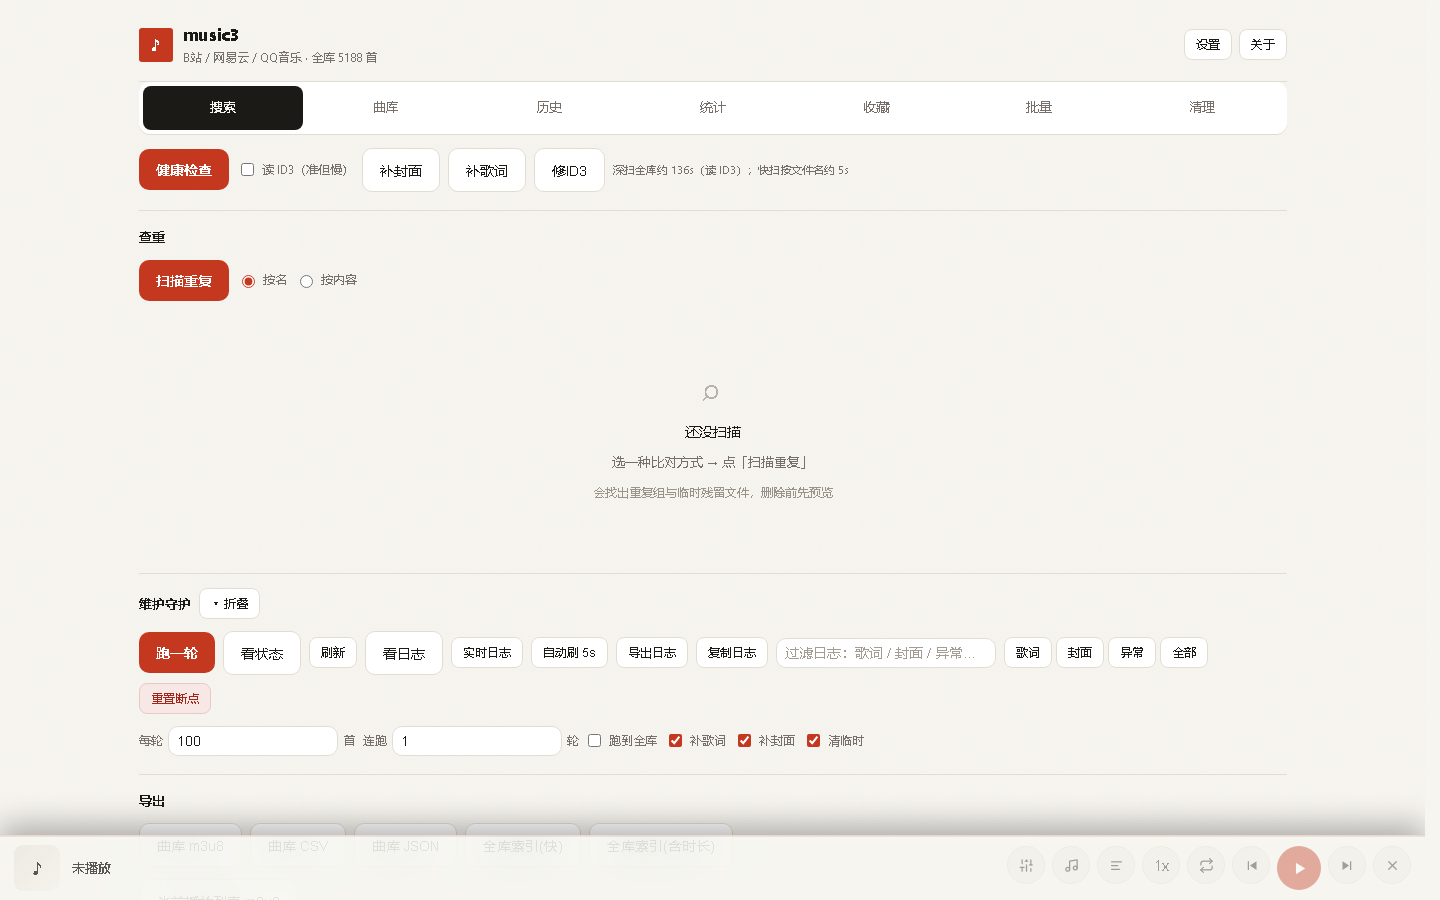 music3
B站 / 网易云 / QQ音乐 · 全库 5188 首
设置 关于
搜索 曲库 历史 统计 收藏 批量 清理
健康检查 读 ID3（准但慢） 补封面 补歌词 修ID3 深扫全库约 136s（读 ID3）；快扫按文件名约 5s
查重
扫描重复 按名 按内容
还没扫描
选一种比对方式 → 点「扫描重复」
会找出重复组与临时残留文件，删除前先预览
维护守护 ▾ 折叠
跑一轮 看状态 刷新 看日志 实时日志 自动刷 5s 导出日志 复制日志 过滤日志：歌词 / 封面 / 异常… 歌词 封面 异常 全部
重置断点
每轮 100 首 连跑 1 轮 跑到全库 补歌词 补封面 清临时
导出
曲库 m3u8 曲库 CSV 曲库 JSON 全库索引(快) 全库索引(含时长)
未播放 1x